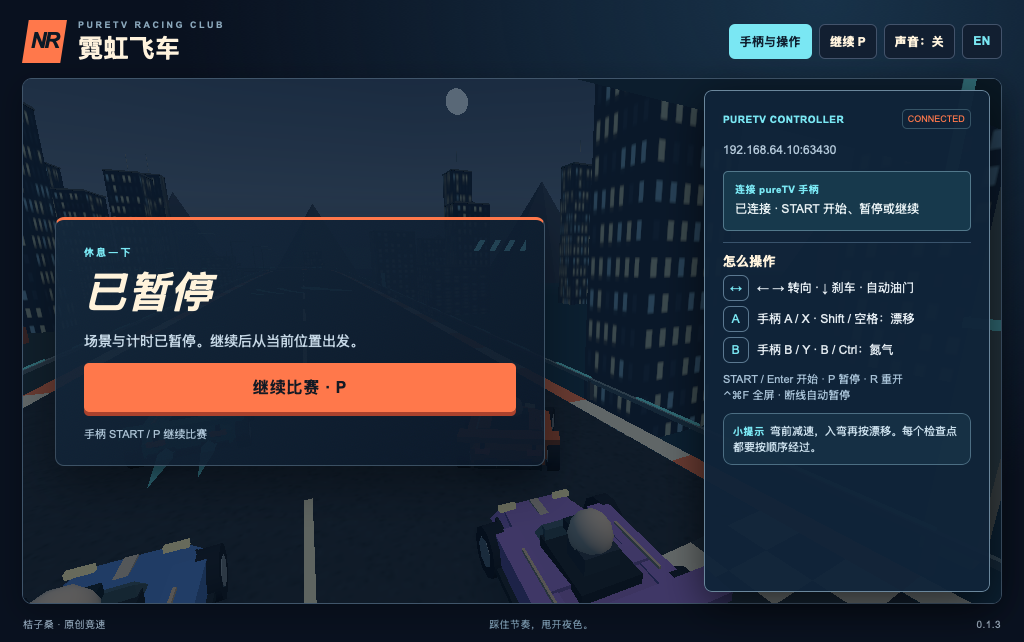 NR
PURETV RACING CLUB
霓虹飞车
手柄与操作
继续 P
声音：关
EN
PURETV CONTROLLER
CONNECTED
192.168.64.10:63430
连接 pureTV 手柄
已连接 · START 开始、暂停或继续
怎么操作
↔ ←→ 转向 · ↓ 刹车 · 自动油门
A 手柄 A / X · Shift / 空格：漂移
B 手柄 B / Y · B / Ctrl：氮气
START / Enter 开始 · P 暂停 · R 重开
^⌘F 全屏 · 断线自动暂停
小提示 弯前减速，入弯再按漂移。每个检查点
都要按顺序经过。
休息一下
已暂停
场景与计时已暂停。继续后从当前位置出发。
继续比赛 · P
手柄 START / P 继续比赛
桔子桑 · 原创竞速
踩住节奏，甩开夜色。
0.1.3